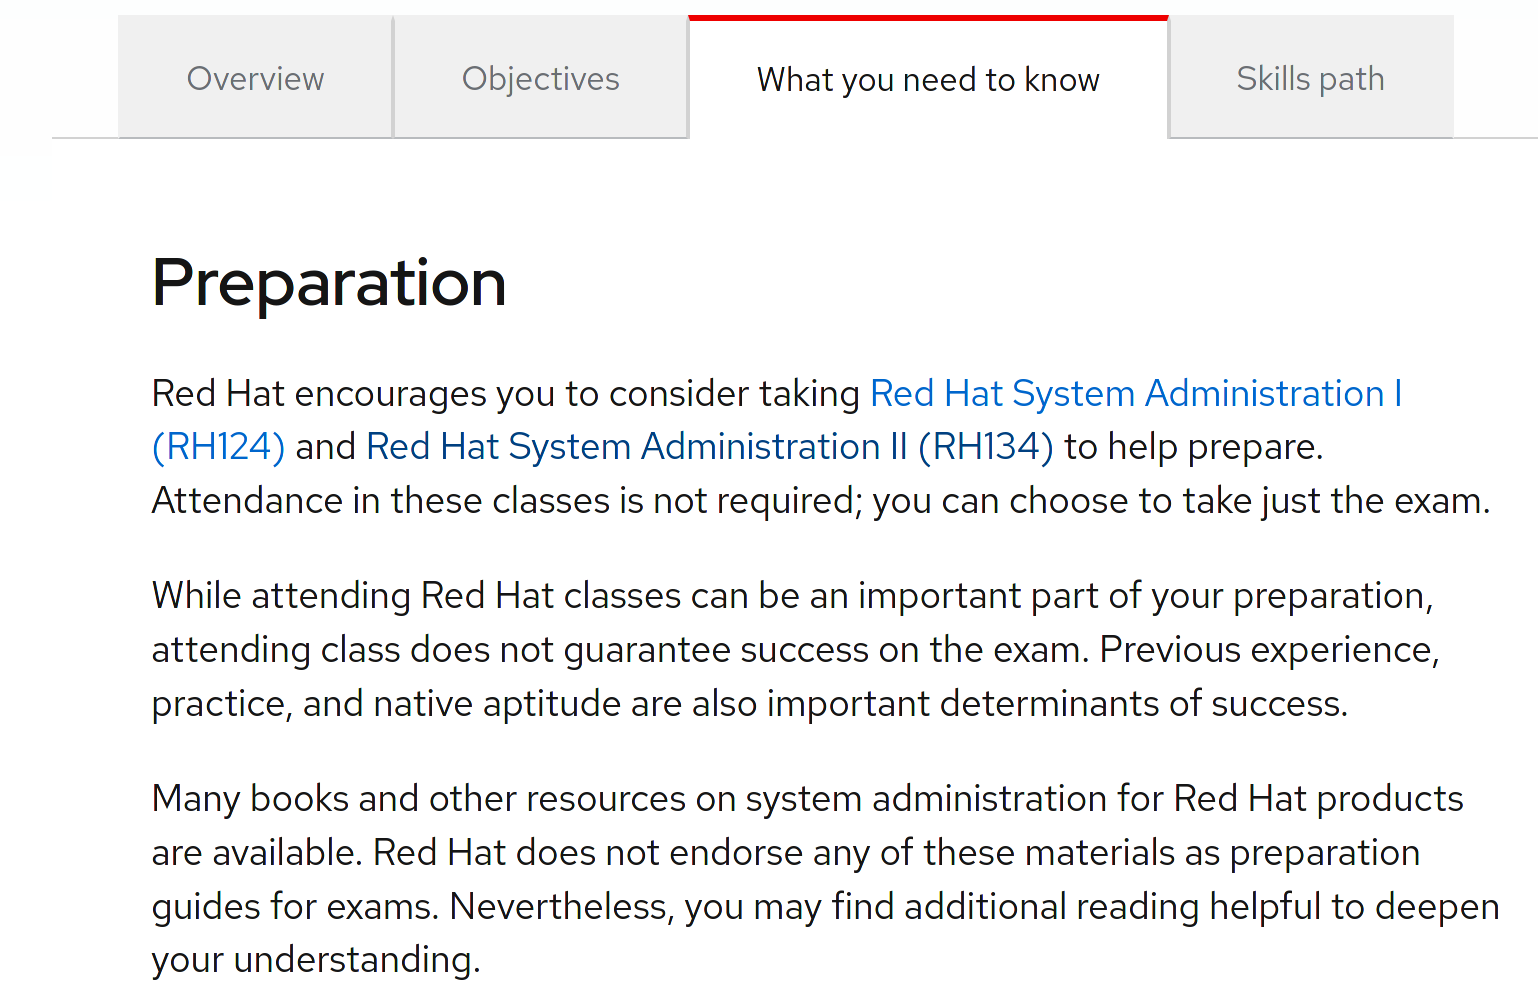 Overview
Objectives
What you need to know
Skills path
Preparation
Red Hat encourages you to consider taking Red Hat System Administration I
(RH124) and Red Hat System Administration II (RH134) to help prepare.
Attendance in these classes is not required; you can choose to take just the exam.
While attending Red Hat classes can be an important part of your preparation,
attending class does not guarantee success on the exam. Previous experience,
practice, and native aptitude are also important determinants of success.
Many books and other resources on system administration for Red Hat products
are available. Red Hat does not endorse any of these materials as preparation
guides for exams. Nevertheless, you may find additional reading helpful to deepen
your understanding.